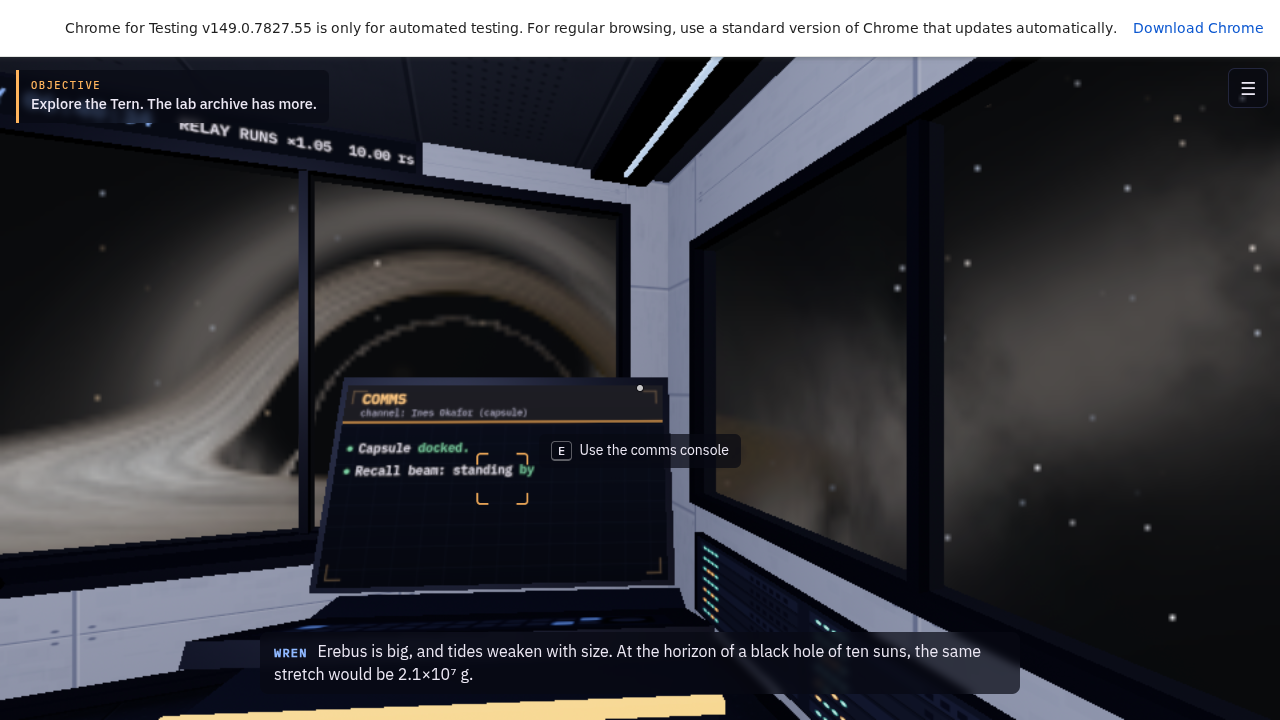 Chrome for Testing v149.0.7827.55 is only for automated testing. For regular browsing, use a standard version of Chrome that updates automatically. Download Chrome
OBJECTIVE
Explore the Tern. The lab archive has more.
RELAY RUNS ×1.05 10.00 rs
COMMS
channel: Ines Okafor (capsule)
Capsule docked.
Recall beam: standing by
E Use the comms console
WREN Erebus is big, and tides weaken with size. At the horizon of a black hole of ten suns, the same
stretch would be 2.1×10⁷ g.